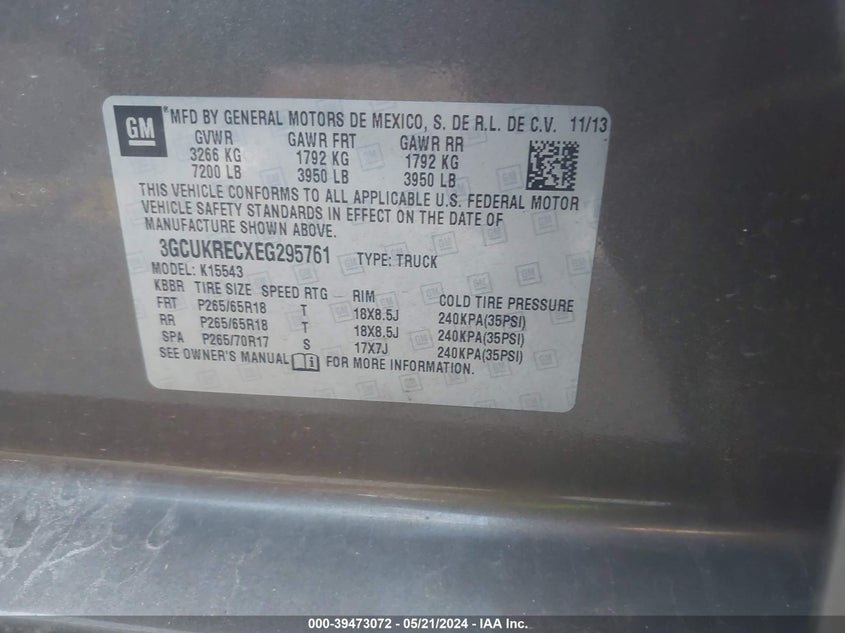 GM
*MFD BY GENERAL MOTORS DE MEXICO, S. DE R.L. DE C.V. 11/13
GVWR GAWR FRT GAWR RR
3266 KG 1792 KG 1792 KG
7200 LB 3950 LB 3950 LB
THIS VEHICLE CONFORMS TO ALL APPLICABLE U.S. FEDERAL MOTOR
VEHICLE SAFETY STANDARDS IN EFFECT ON THE DATE OF
MANUFACTURE SHOWN ABOVE.
3GCUKRECXEG295761 TYPE: TRUCK
MODEL: K15543
KBBR TIRE SIZE SPEED RTG RIM COLD TIRE PRESSURE
FRT P265/65R18 T 18X8.5J 240KPA(35PSI)
RR P265/65R18 T 18X8.5J 240KPA(35PSI)
SPA P265/70R17 S 17X7J 240KPA(35PSI)
SEE OWNER'S MANUAL i FOR MORE INFORMATION.
000-39473072 - 05/21/2024 - IAA Inc.